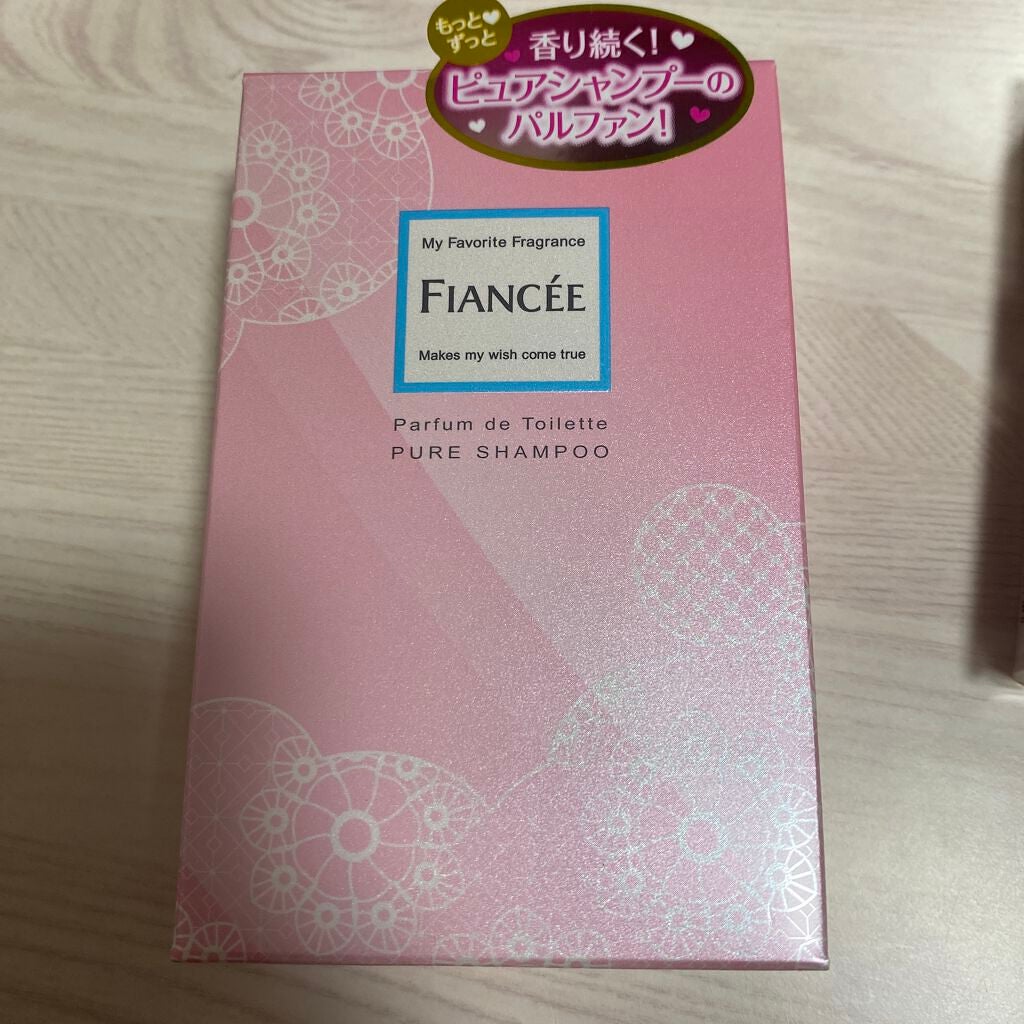 もっと♥
ずっと
香り続く!
ピュアシャンプーの
パルファン!
My Favorite Fragrance
FIANCÉE
Makes my wish come true
Parfum de Toilette
PURE SHAMPOO